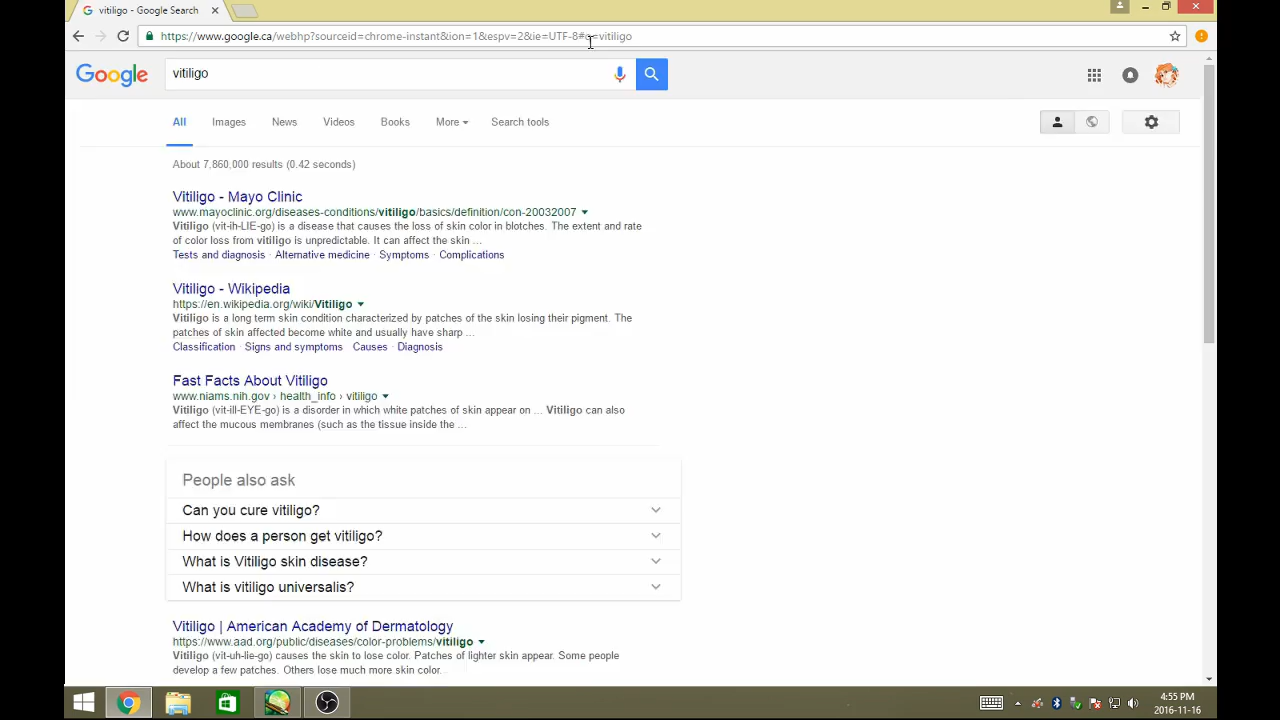 vitiligo - Google Search
https://www.google.ca/webhp?sourceid=chrome-instant&ion=1&espv=2&ie=UTF-8#q=vitiligo
Google
vitiligo
All Images News Videos Books More Search tools
About 7,860,000 results (0.42 seconds)
Vitiligo - Mayo Clinic
www.mayoclinic.org/diseases-conditions/vitiligo/basics/definition/con-20032007
Vitiligo (vit-ih-LIE-go) is a disease that causes the loss of skin color in blotches. The extent and rate
of color loss from vitiligo is unpredictable. It can affect the skin ...
Tests and diagnosis · Alternative medicine · Symptoms · Complications
Vitiligo - Wikipedia
https://en.wikipedia.org/wiki/Vitiligo
Vitiligo is a long term skin condition characterized by patches of the skin losing their pigment. The
patches of skin affected become white and usually have sharp ...
Classification · Signs and symptoms · Causes · Diagnosis
Fast Facts About Vitiligo
www.niams.nih.gov › health_info › vitiligo
Vitiligo (vit-ill-EYE-go) is a disorder in which white patches of skin appear on ... Vitiligo can also
affect the mucous membranes (such as the tissue inside the ...
People also ask
Can you cure vitiligo?
How does a person get vitiligo?
What is Vitiligo skin disease?
What is vitiligo universalis?
Vitiligo | American Academy of Dermatology
https://www.aad.org/public/diseases/color-problems/vitiligo
Vitiligo (vit-uh-lie-go) causes the skin to lose color. Patches of lighter skin appear. Some people
develop a few patches. Others lose much more skin color.
4:55 PM
2016-11-16